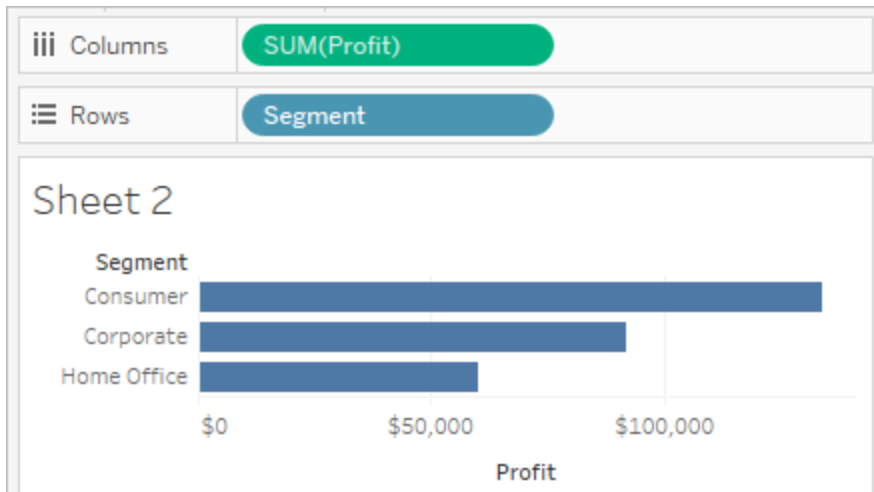 Columns SUM(Profit)
Rows Segment
Sheet 2
Segment
Consumer
Corporate
Home Office
$0 $50,000 $100,000
Profit